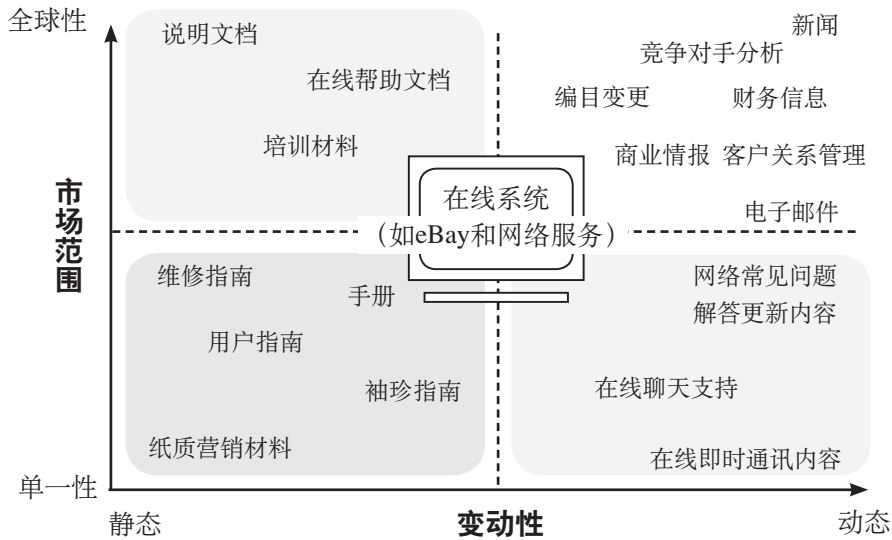 全球性
说明文档
新闻
竞争对手分析
在线帮助文档
编目变更
财务信息
培训材料
商业情报
客户关系管理
市场范围
在线系统
（如eBay和网络服务）
电子邮件
维修指南
手册
网络常见问题
解答更新内容
用户指南
袖珍指南
在线聊天支持
纸质营销材料
在线即时通讯内容
单一性
静态
变动性
动态